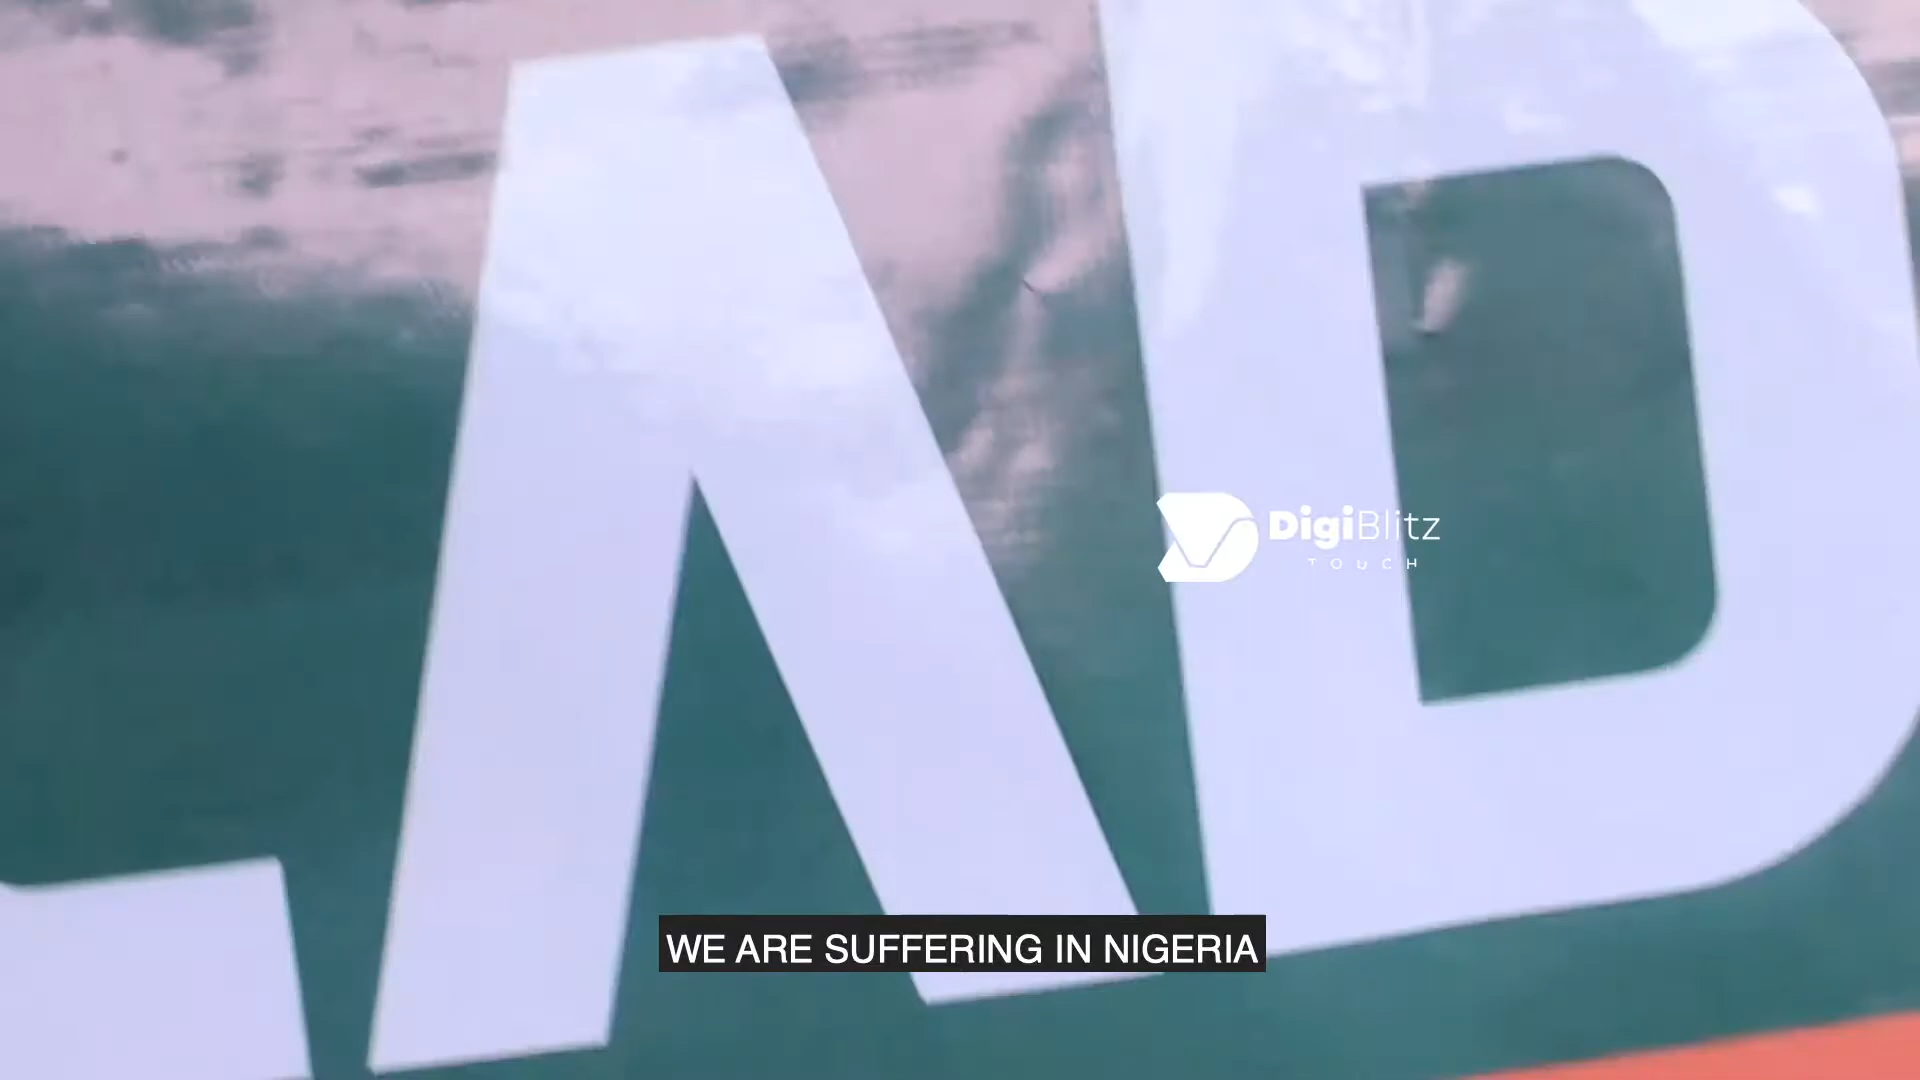 AD
DigiBlitz
TOUCH
WE ARE SUFFERING IN NIGERIA